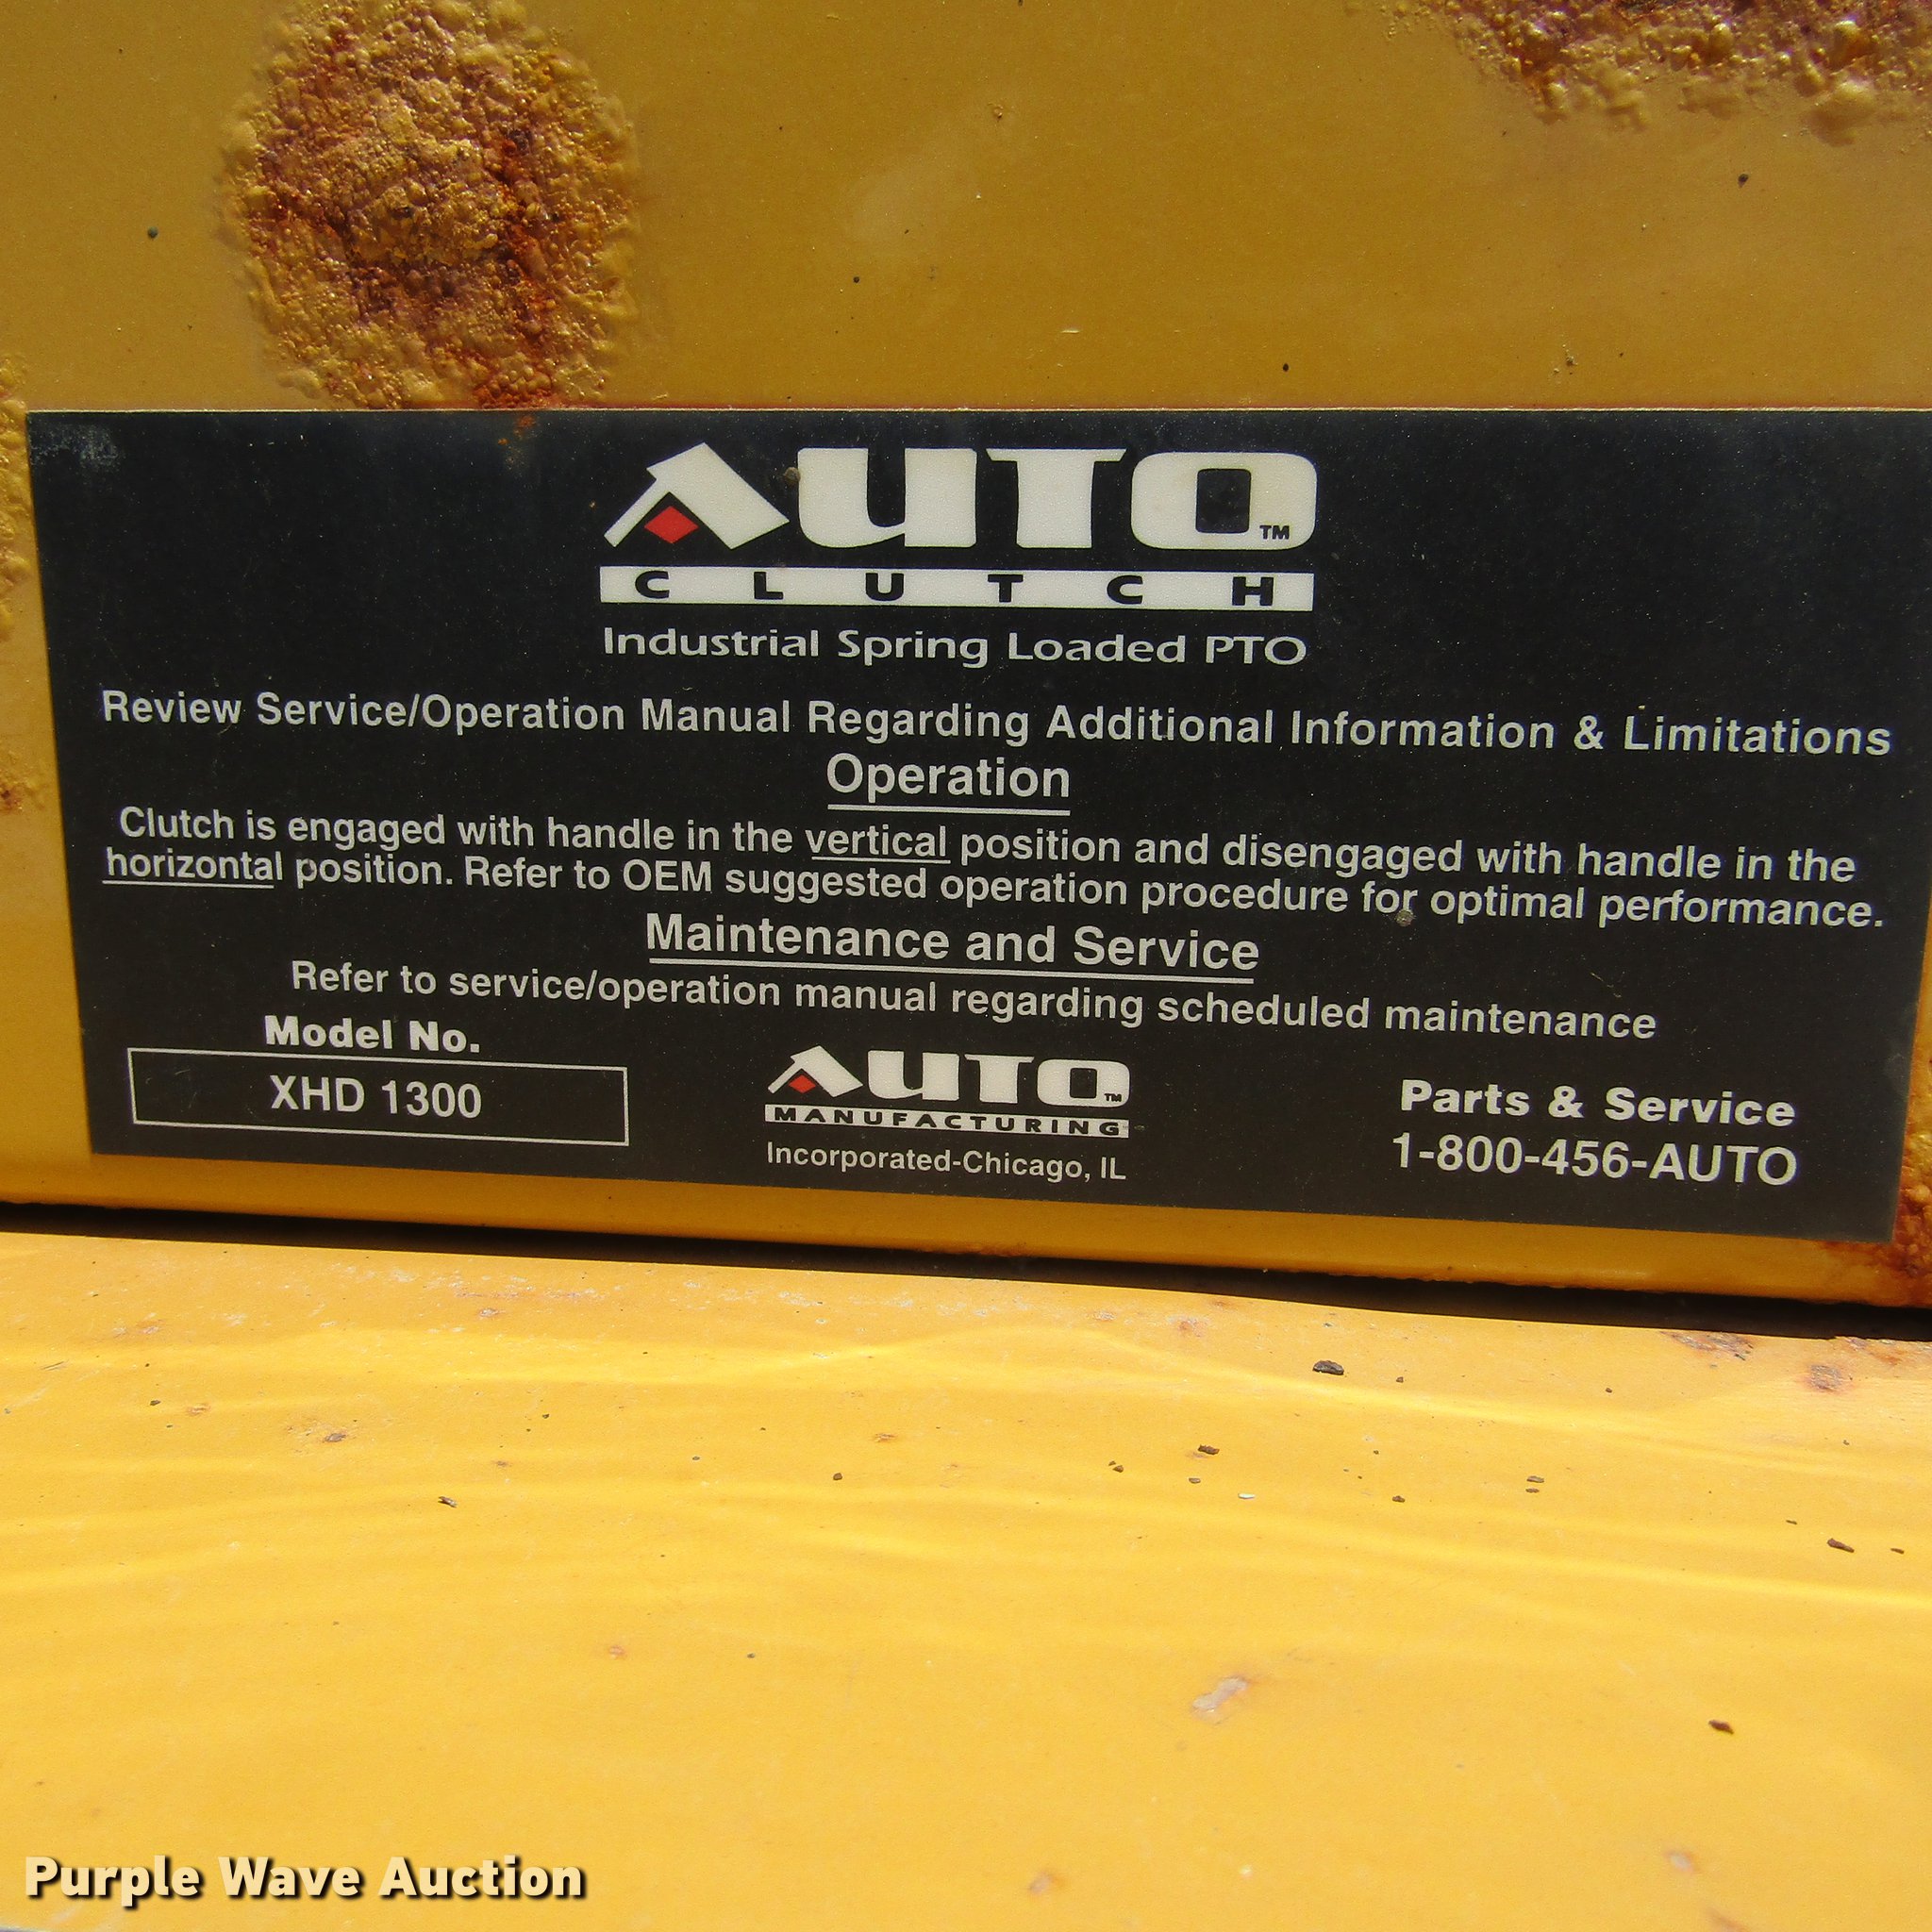 AUTO™
CLUTCH
Industrial Spring Loaded PTO
Review Service/Operation Manual Regarding Additional Information & Limitations
Operation
Clutch is engaged with handle in the vertical position and disengaged with handle in the
horizontal position. Refer to OEM suggested operation procedure for optimal performance.
Maintenance and Service
Refer to service/operation manual regarding scheduled maintenance
Model No.
XHD 1300
AUTO™
MANUFACTURING
Incorporated-Chicago, IL
Parts & Service
1-800-456-AUTO
Purple Wave Auction